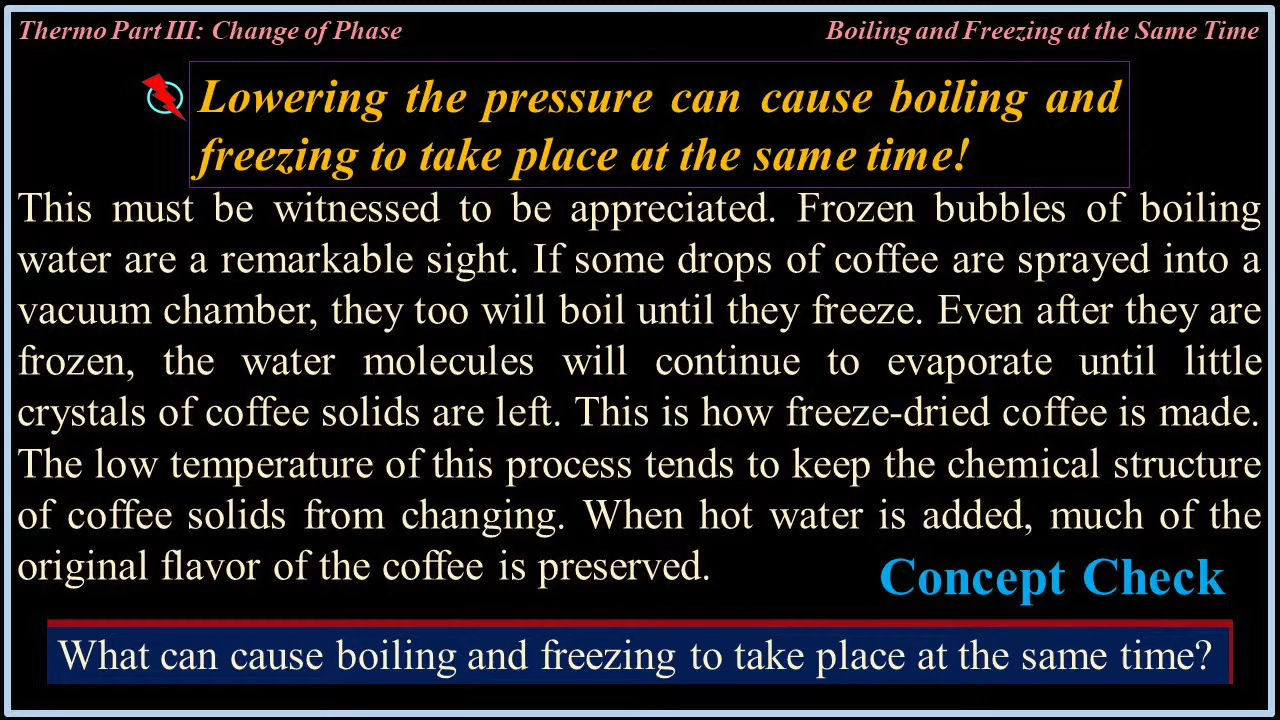 Thermo Part III: Change of Phase
Boiling and Freezing at the Same Time
Lowering the pressure can cause boiling and
freezing to take place at the same time!
This must be witnessed to be appreciated. Frozen bubbles of boiling
water are a remarkable sight. If some drops of coffee are sprayed into a
vacuum chamber, they too will boil until they freeze. Even after they are
frozen, the water molecules will continue to evaporate until little
crystals of coffee solids are left. This is how freeze-dried coffee is made.
The low temperature of this process tends to keep the chemical structure
of coffee solids from changing. When hot water is added, much of the
original flavor of the coffee is preserved.
Concept Check
What can cause boiling and freezing to take place at the same time?